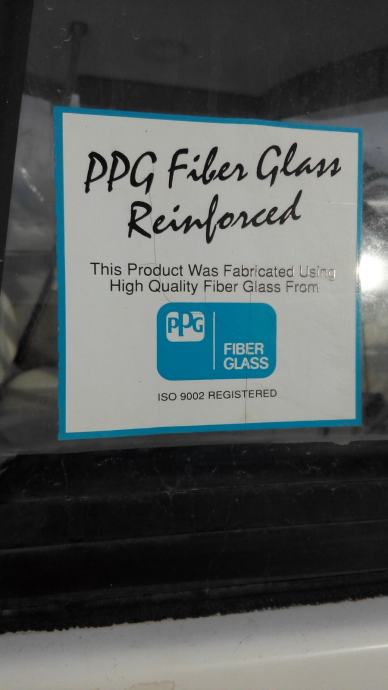 PPG Fiber Glass
Reinforced
This Product Was Fabricated Using
High Quality Fiber Glass From
PPG
FIBER
GLASS
ISO 9002 REGISTERED